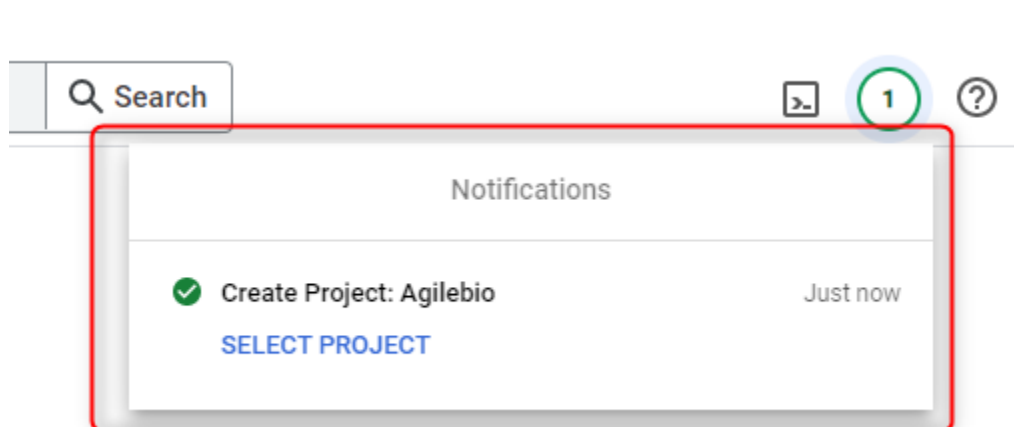 Search
1
Notifications
Create Project: Agilebio
Just now
SELECT PROJECT